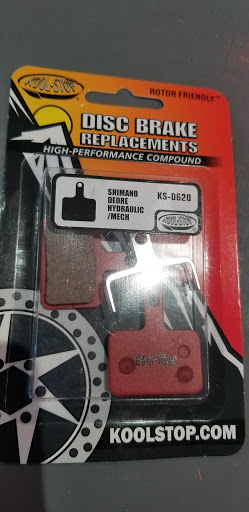 KOOL-STOP
ROTOR FRIENDLY™
DISC BRAKE
REPLACEMENTS
HIGH-PERFORMANCE COMPOUND
SHIMANO
DEORE
HYDRAULIC
/MECH
KS-D620
KOOL-STOP
KOOLSTOP.COM